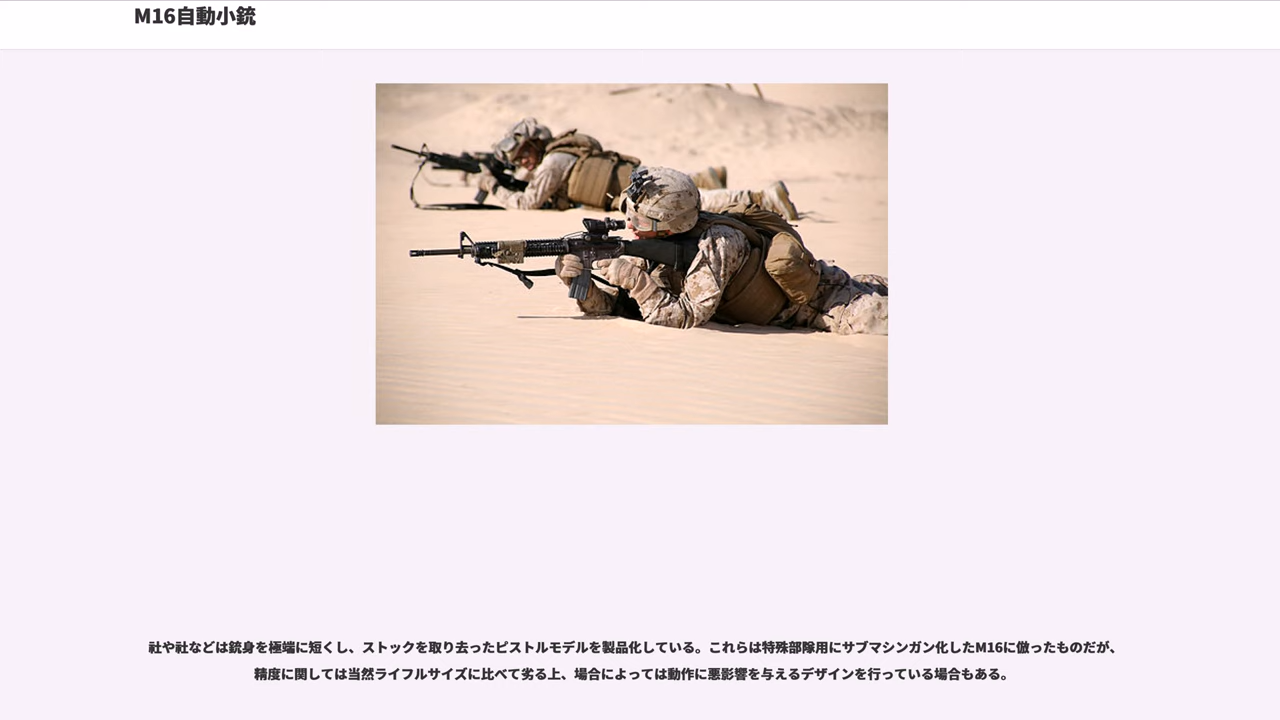 M16自動小銃
社や社などは銃身を極端に短くし、ストックを取り去ったピストルモデルを製品化している。これらは特殊部隊用にサブマシンガン化したM16に倣ったものだが、
精度に関しては当然ライフルサイズに比べて劣る上、場合によっては動作に悪影響を与えるデザインを行っている場合もある。